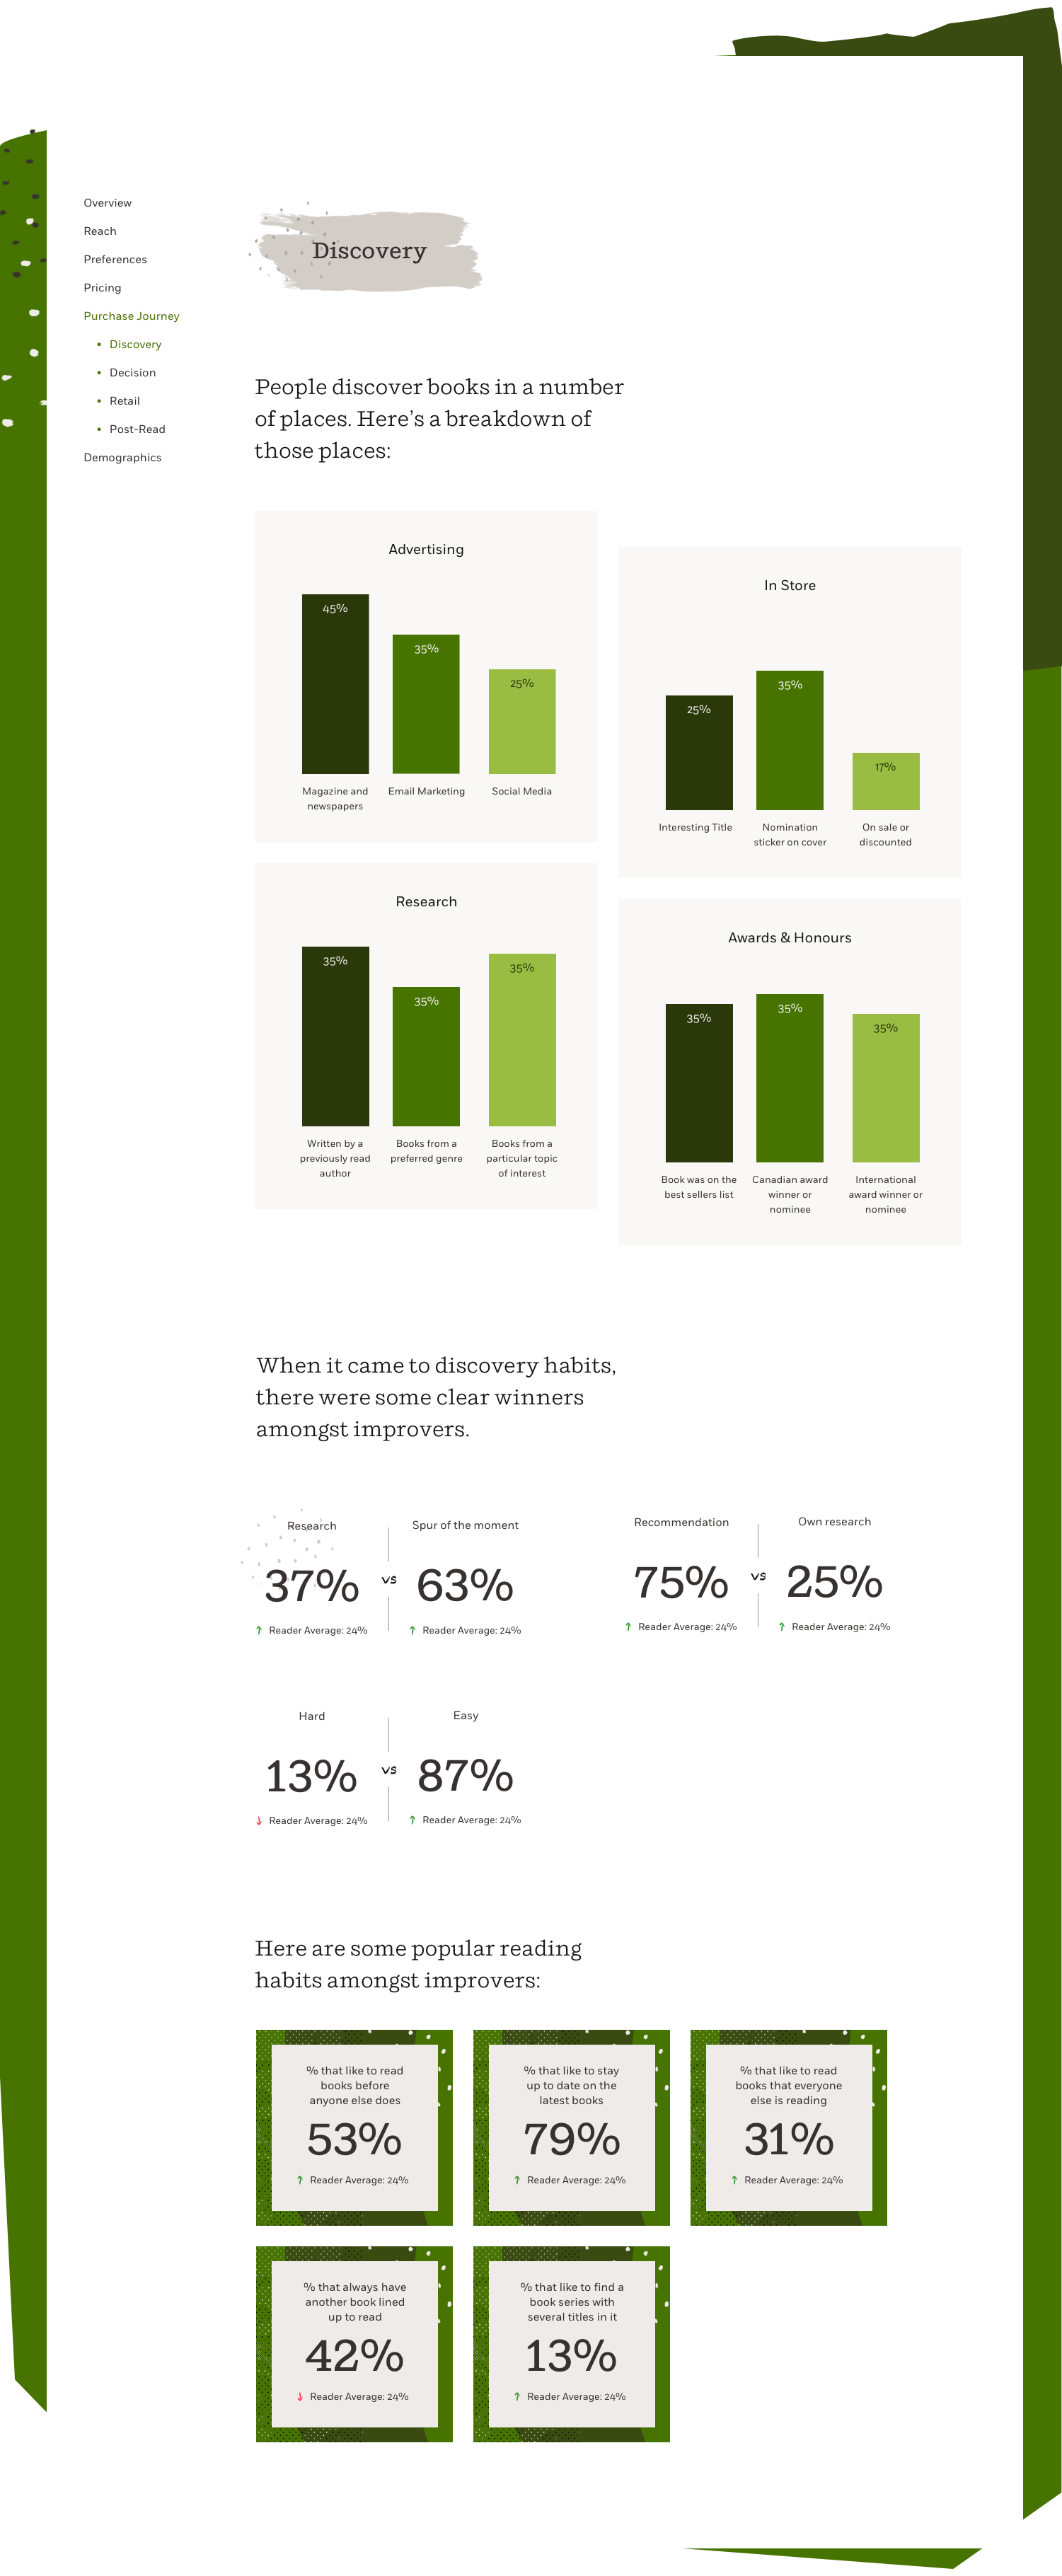 Overview
Reach
Preferences
Pricing
Purchase Journey
• Discovery
• Decision
• Retail
• Post-Read
Demographics
Discovery
People discover books in a number
of places. Here's a breakdown of
those places:
Advertising
45%
35%
25%
Magazine and
newspapers
Email Marketing
Social Media
In Store
25%
35%
17%
Interesting Title
Nomination
sticker on cover
On sale or
discounted
Research
35%
35%
35%
Written by a
previously read
author
Books from a
preferred genre
Books from a
particular topic
of interest
Awards & Honours
35%
35%
35%
Book was on the
best sellers list
Canadian award
winner or
nominee
International
award winner or
nominee
When it came to discovery habits,
there were some clear winners
amongst improvers.
Research
37%
↑ Reader Average: 24%
vs
Spur of the moment
63%
↑ Reader Average: 24%
Recommendation
75%
↑ Reader Average: 24%
vs
Own research
25%
↑ Reader Average: 24%
Hard
13%
↓ Reader Average: 24%
vs
Easy
87%
↑ Reader Average: 24%
Here are some popular reading
habits amongst improvers:
% that like to read
books before
anyone else does
53%
↑ Reader Average: 24%
% that like to stay
up to date on the
latest books
79%
↑ Reader Average: 24%
% that like to read
books that everyone
else is reading
31%
↑ Reader Average: 24%
% that always have
another book lined
up to read
42%
↓ Reader Average: 24%
% that like to find a
book series with
several titles in it
13%
↑ Reader Average: 24%